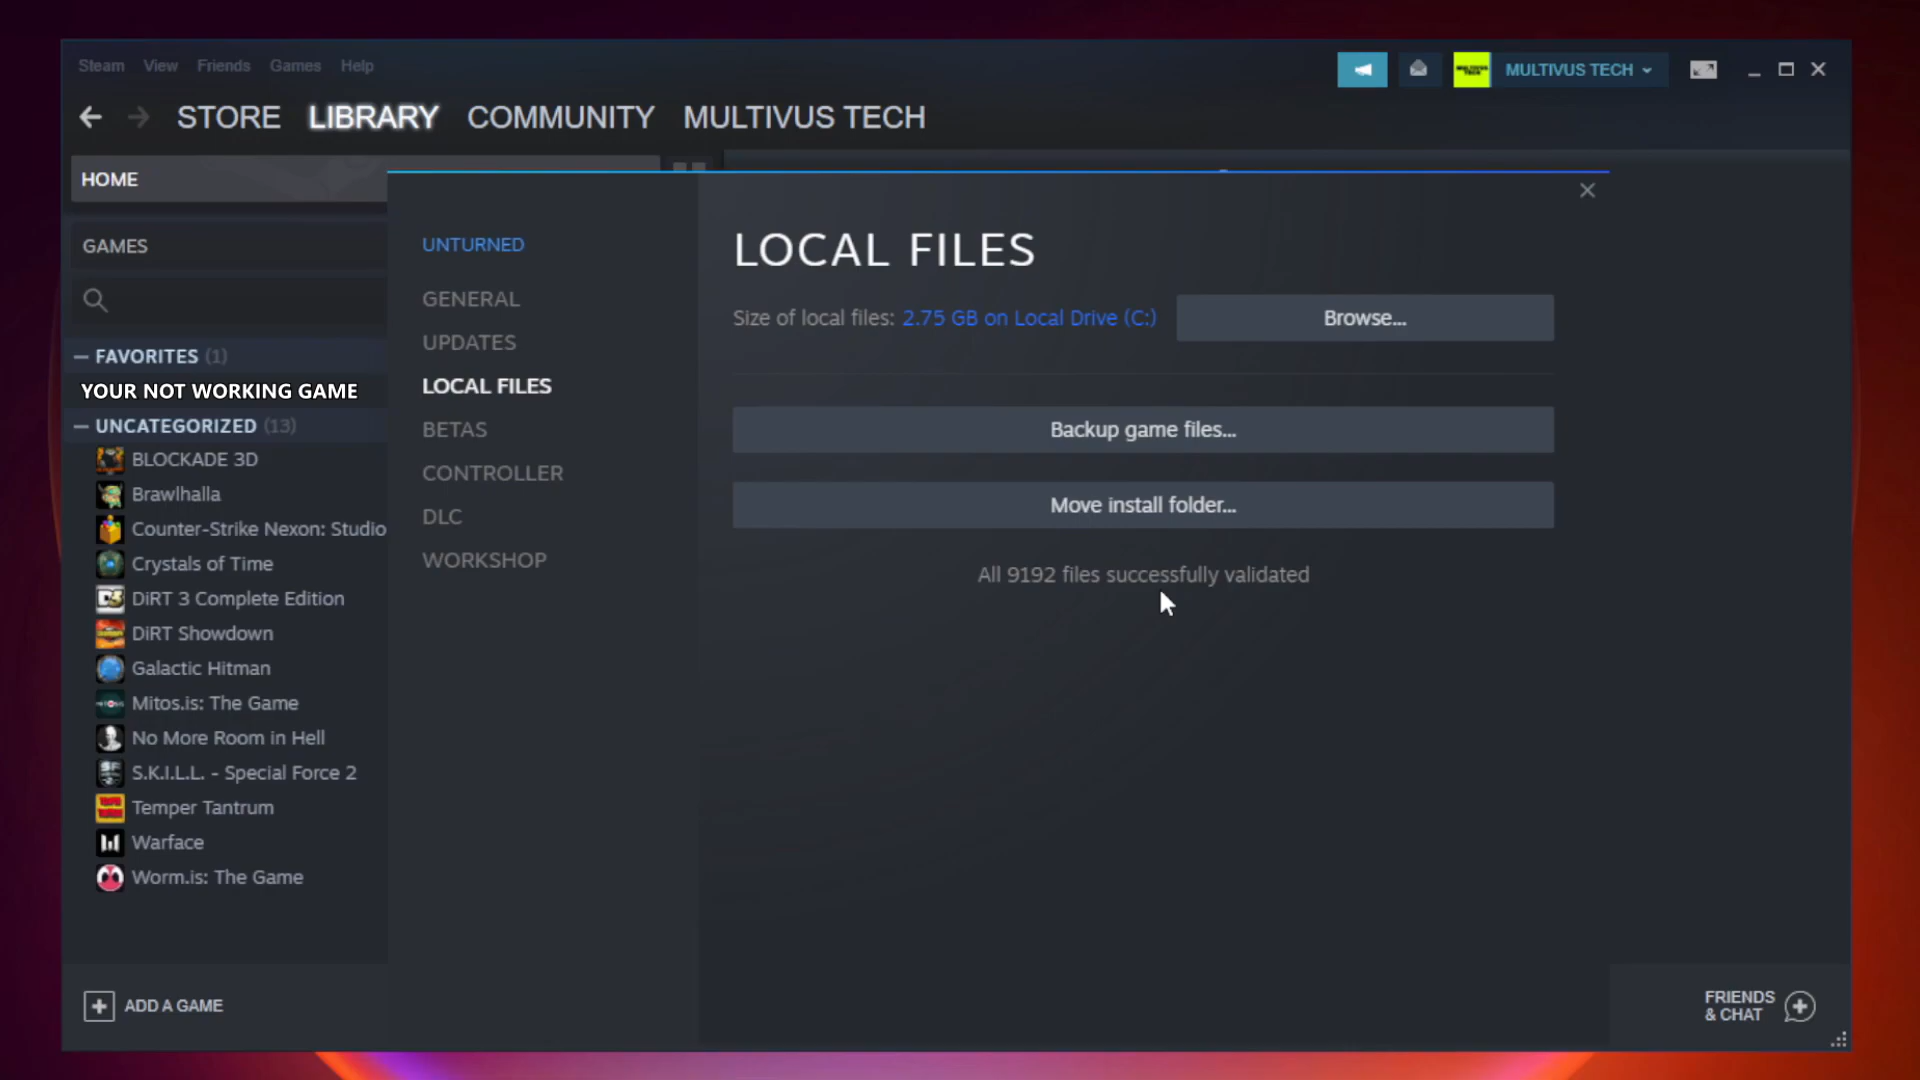 Steam View Friends Games Help
MULTIVUS TECH
STORE LIBRARY COMMUNITY MULTIVUS TECH
HOME
GAMES
FAVORITES (1)
YOUR NOT WORKING GAME
UNCATEGORIZED (13)
BLOCKADE 3D
Brawlhalla
Counter-Strike Nexon: Studio
Crystals of Time
DiRT 3 Complete Edition
DiRT Showdown
Galactic Hitman
Mitos.is: The Game
No More Room in Hell
S.K.I.L.L. - Special Force 2
Temper Tantrum
Warface
Worm.is: The Game
ADD A GAME
UNTURNED
GENERAL
UPDATES
LOCAL FILES
BETAS
CONTROLLER
DLC
WORKSHOP
LOCAL FILES
Size of local files: 2.75 GB on Local Drive (C:)
Browse...
Backup game files...
Move install folder...
All 9192 files successfully validated
FRIENDS
& CHAT